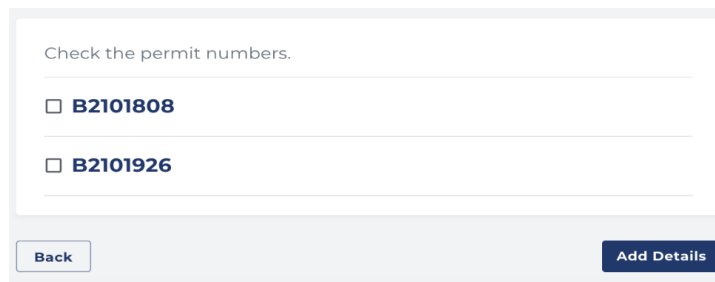 Check the permit numbers.
B2101808
B2101926
Back
Add Details